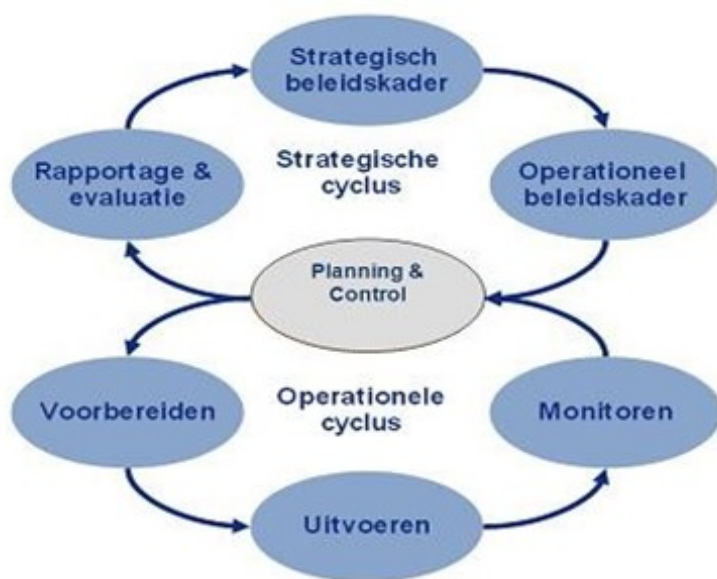 Strategisch
beleidskader
Strategische
cyclus
Rapportage &
evaluatie
Operationeel
beleidskader
Planning &
Control
Voorbereiden
Operationele
cyclus
Monitoren
Uitvoeren